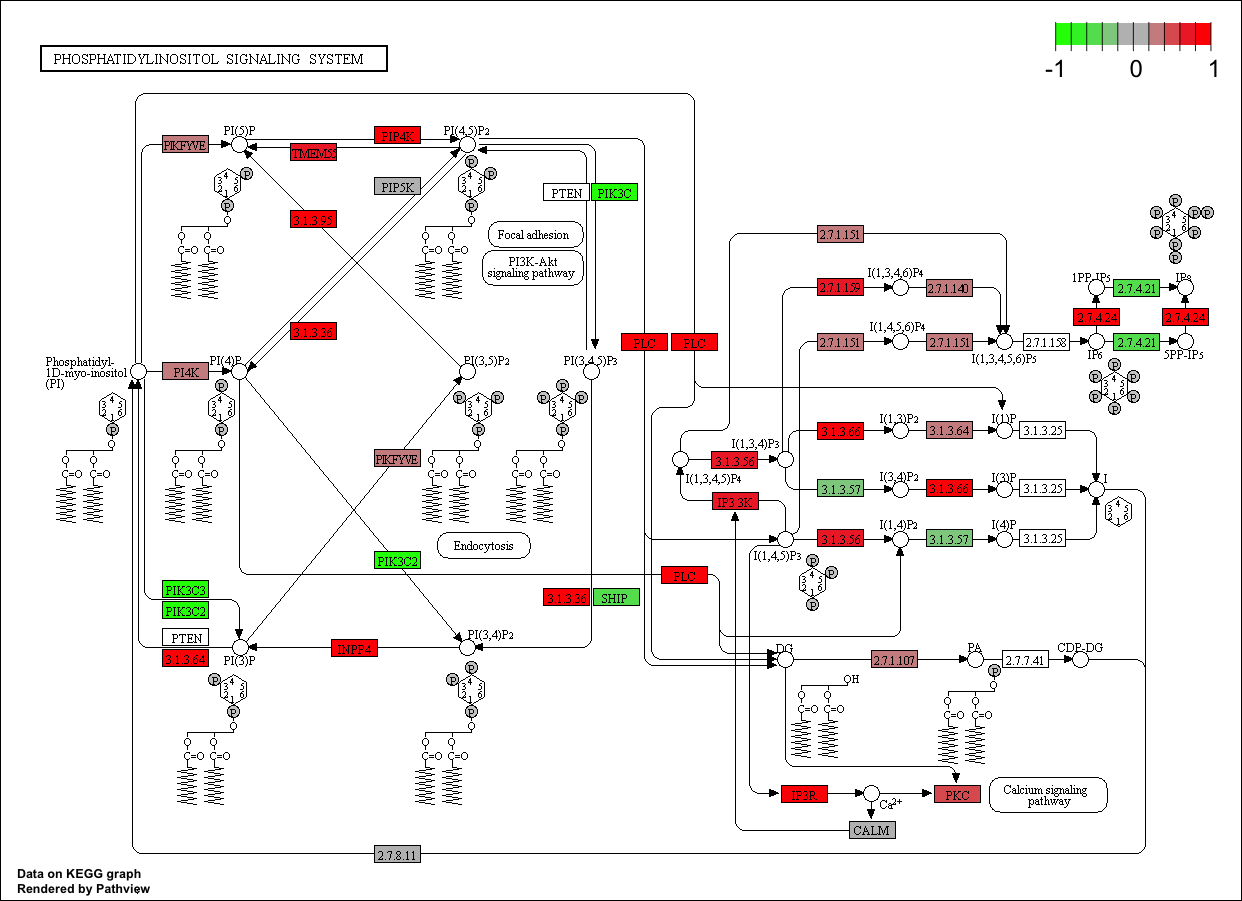 PHOSPHATIDYLINOSITOL SIGNALING SYSTEM
-1 0 1
PIKFYVE
PI(5)P
PIP4K
TMEM55
PI(4,5)P2
PIP5K
PTEN
PIK3C
3.1.3.95
Focal adhesion
PI3K-Akt
signaling pathway
3.1.3.36
Phosphatidyl-
1D-myo-inositol
(PI)
PI4K
PI(4)P
PI(3,5)P2
PI(3,4,5)P3
PLC
PLC
PIKFYVE
Endocytosis
PIK3C2
PIK3C3
PIK3C2
PTEN
3.1.3.64
PI(3)P
INPP4
PI(3,4)P2
3.1.3.36
SHIP
PLC
2.7.1.151
2.7.1.159
I(1,3,4,6)P4
2.7.1.140
2.7.1.151
I(1,4,5,6)P4
2.7.1.151
I(1,3,4,5,6)P5
2.7.1.158
IP6
1PP-IP5
2.7.4.21
IP8
2.7.4.24
2.7.4.24
2.7.4.21
5PP-IP5
3.1.3.66
I(1,3)P2
3.1.3.64
I(1)P
3.1.3.25
I(1,3,4)P3
3.1.3.56
I(1,3,4,5)P4
IP3 3K
3.1.3.57
I(3,4)P2
3.1.3.66
I(3)P
3.1.3.25
I
I(1,4,5)P3
3.1.3.56
I(1,4)P2
3.1.3.57
I(4)P
3.1.3.25
DG
2.7.1.107
PA
2.7.7.41
CDP-DG
OH
IP3R
Ca2+
PKC
CALM
Calcium signaling
pathway
2.7.8.11
Data on KEGG graph
Rendered by Pathview